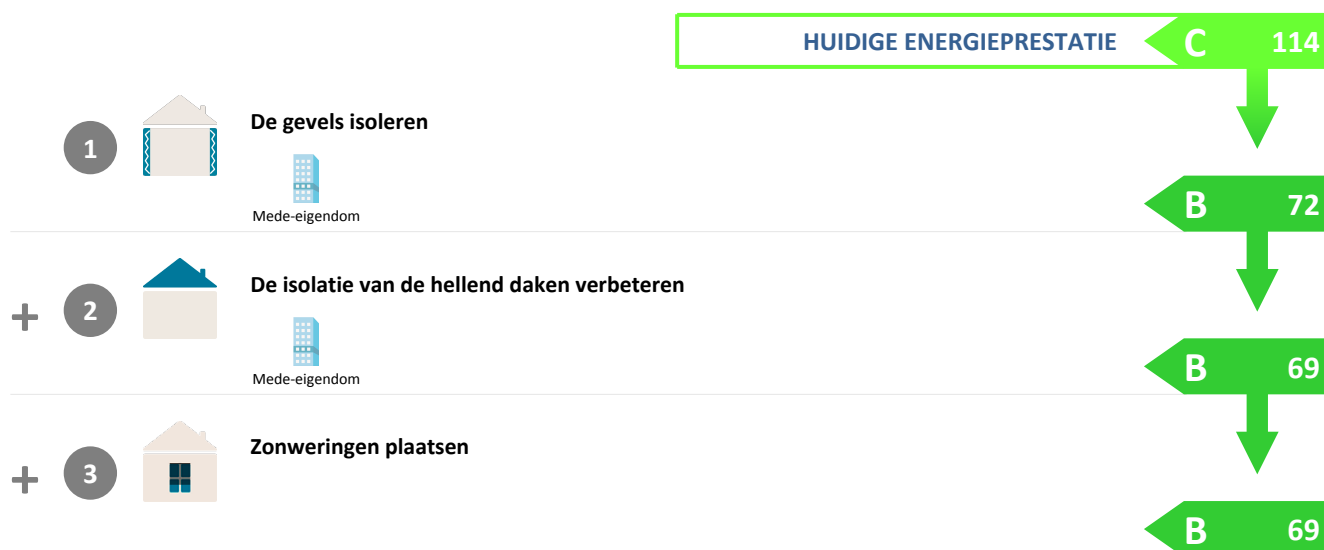 HUIDIGE ENERGIEPRESTATIE C 114
1 De gevels isoleren
Mede-eigendom
B 72
+ 2 De isolatie van de hellend daken verbeteren
Mede-eigendom
B 69
+ 3 Zonweringen plaatsen
B 69